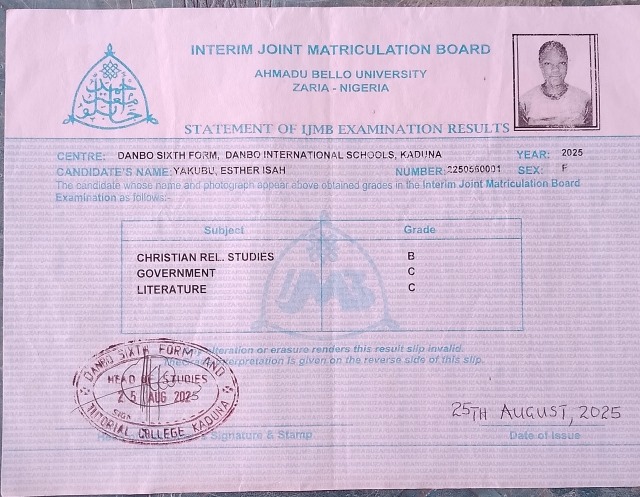 INTERIM JOINT MATRICULATION BOARD
AHMADU BELLO UNIVERSITY
ZARIA - NIGERIA
STATEMENT OF IJMB EXAMINATION RESULTS
CENTRE: DANBO SIXTH FORM, DANBO INTERNATIONAL SCHOOLS, KADUNA YEAR: 2025
CANDIDATE'S NAME: YAKUBU, ESTHER ISAH NUMBER: 2250560001 SEX: F
The candidate whose name and photograph appear above obtained grades in the Interim Joint Matriculation Board
Examination as follows:-
Subject Grade
CHRISTIAN REL. STUDIES B
GOVERNMENT C
LITERATURE C
IJMB
alteration or erasure renders this result slip invalid.
interpretation is given on the reverse side of this slip.
DANBO SIXTH FORM AND
HEAD OF STUDIES
25 AUG 2025
SIGN
TUTORIAL COLLEGE KADUNA
25TH AUGUST, 2025
Signature & Stamp Date of Issue